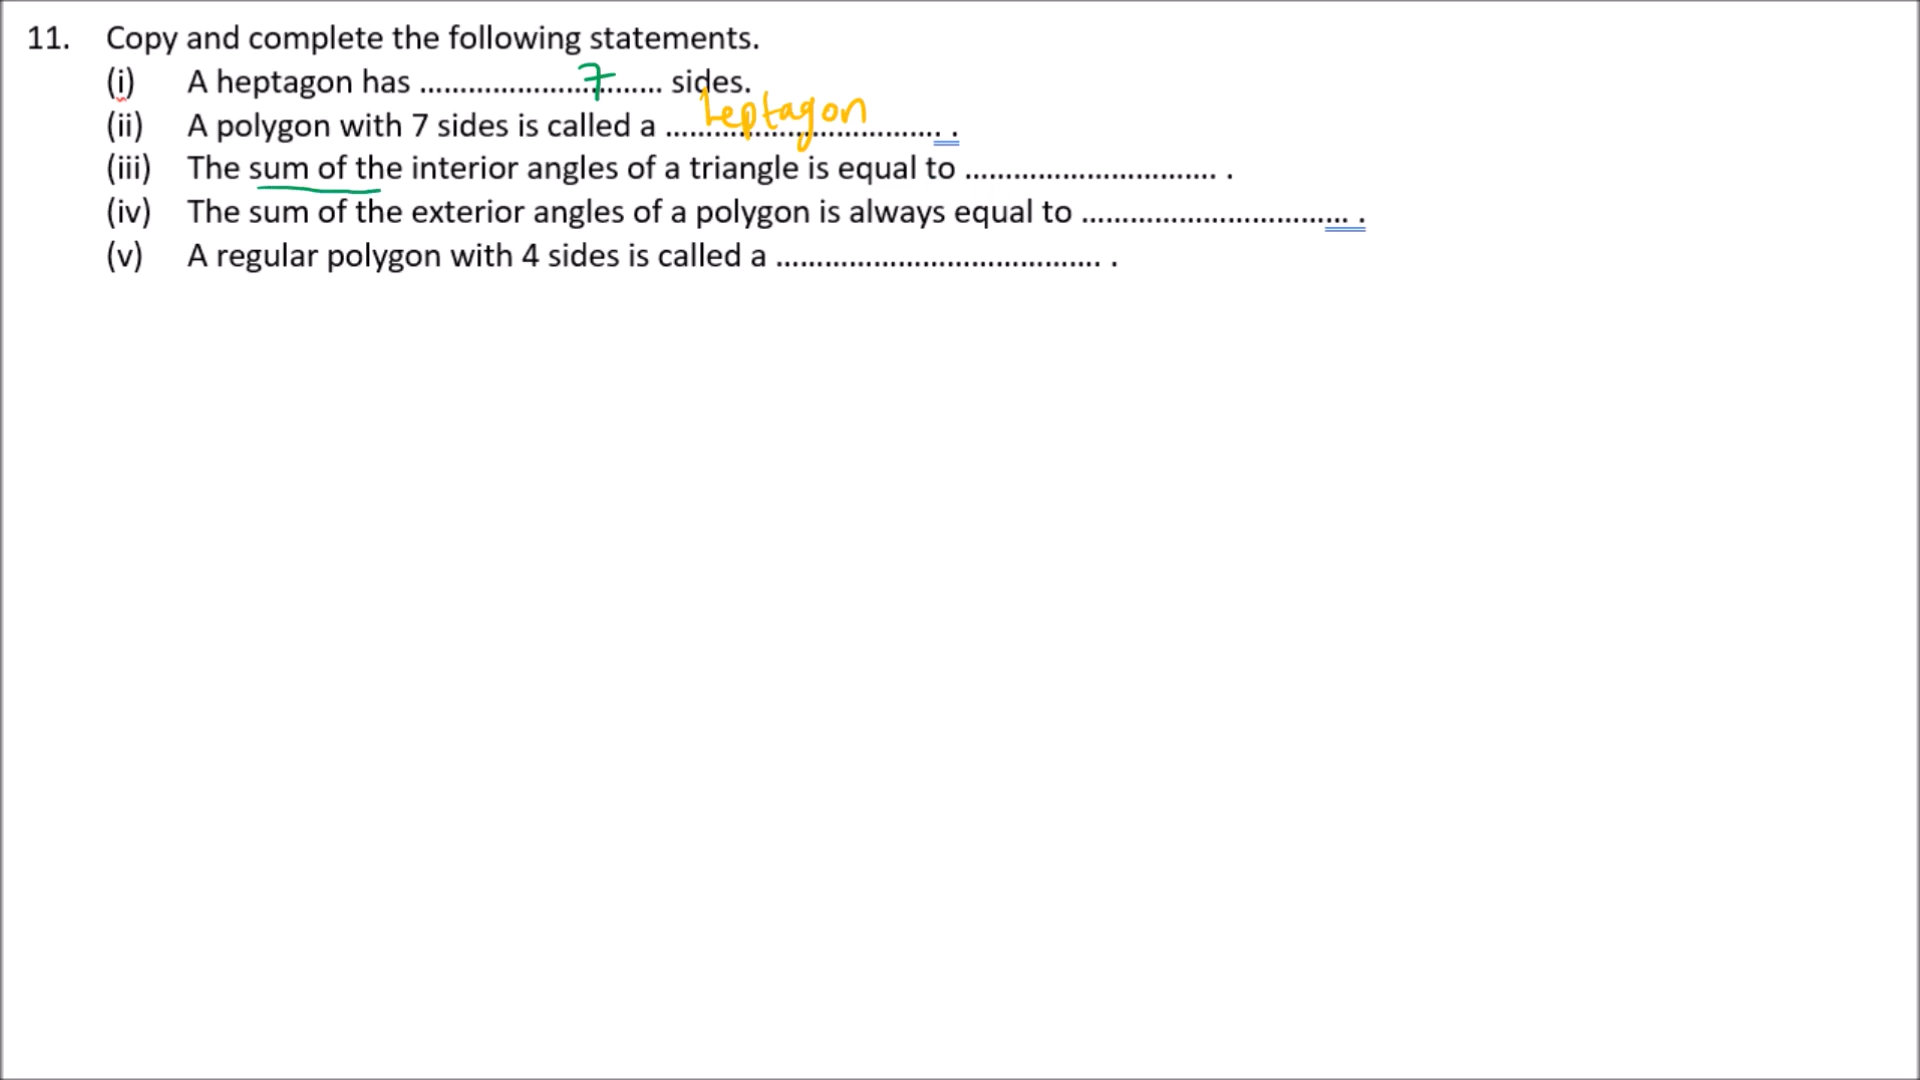 11. Copy and complete the following statements.
(i) A heptagon has ..............................7........ sides.
(ii) A polygon with 7 sides is called a ........heptagon........ .
(iii) The sum of the interior angles of a triangle is equal to ............................... .
(iv) The sum of the exterior angles of a polygon is always equal to ................................. .
(v) A regular polygon with 4 sides is called a ........................................ .